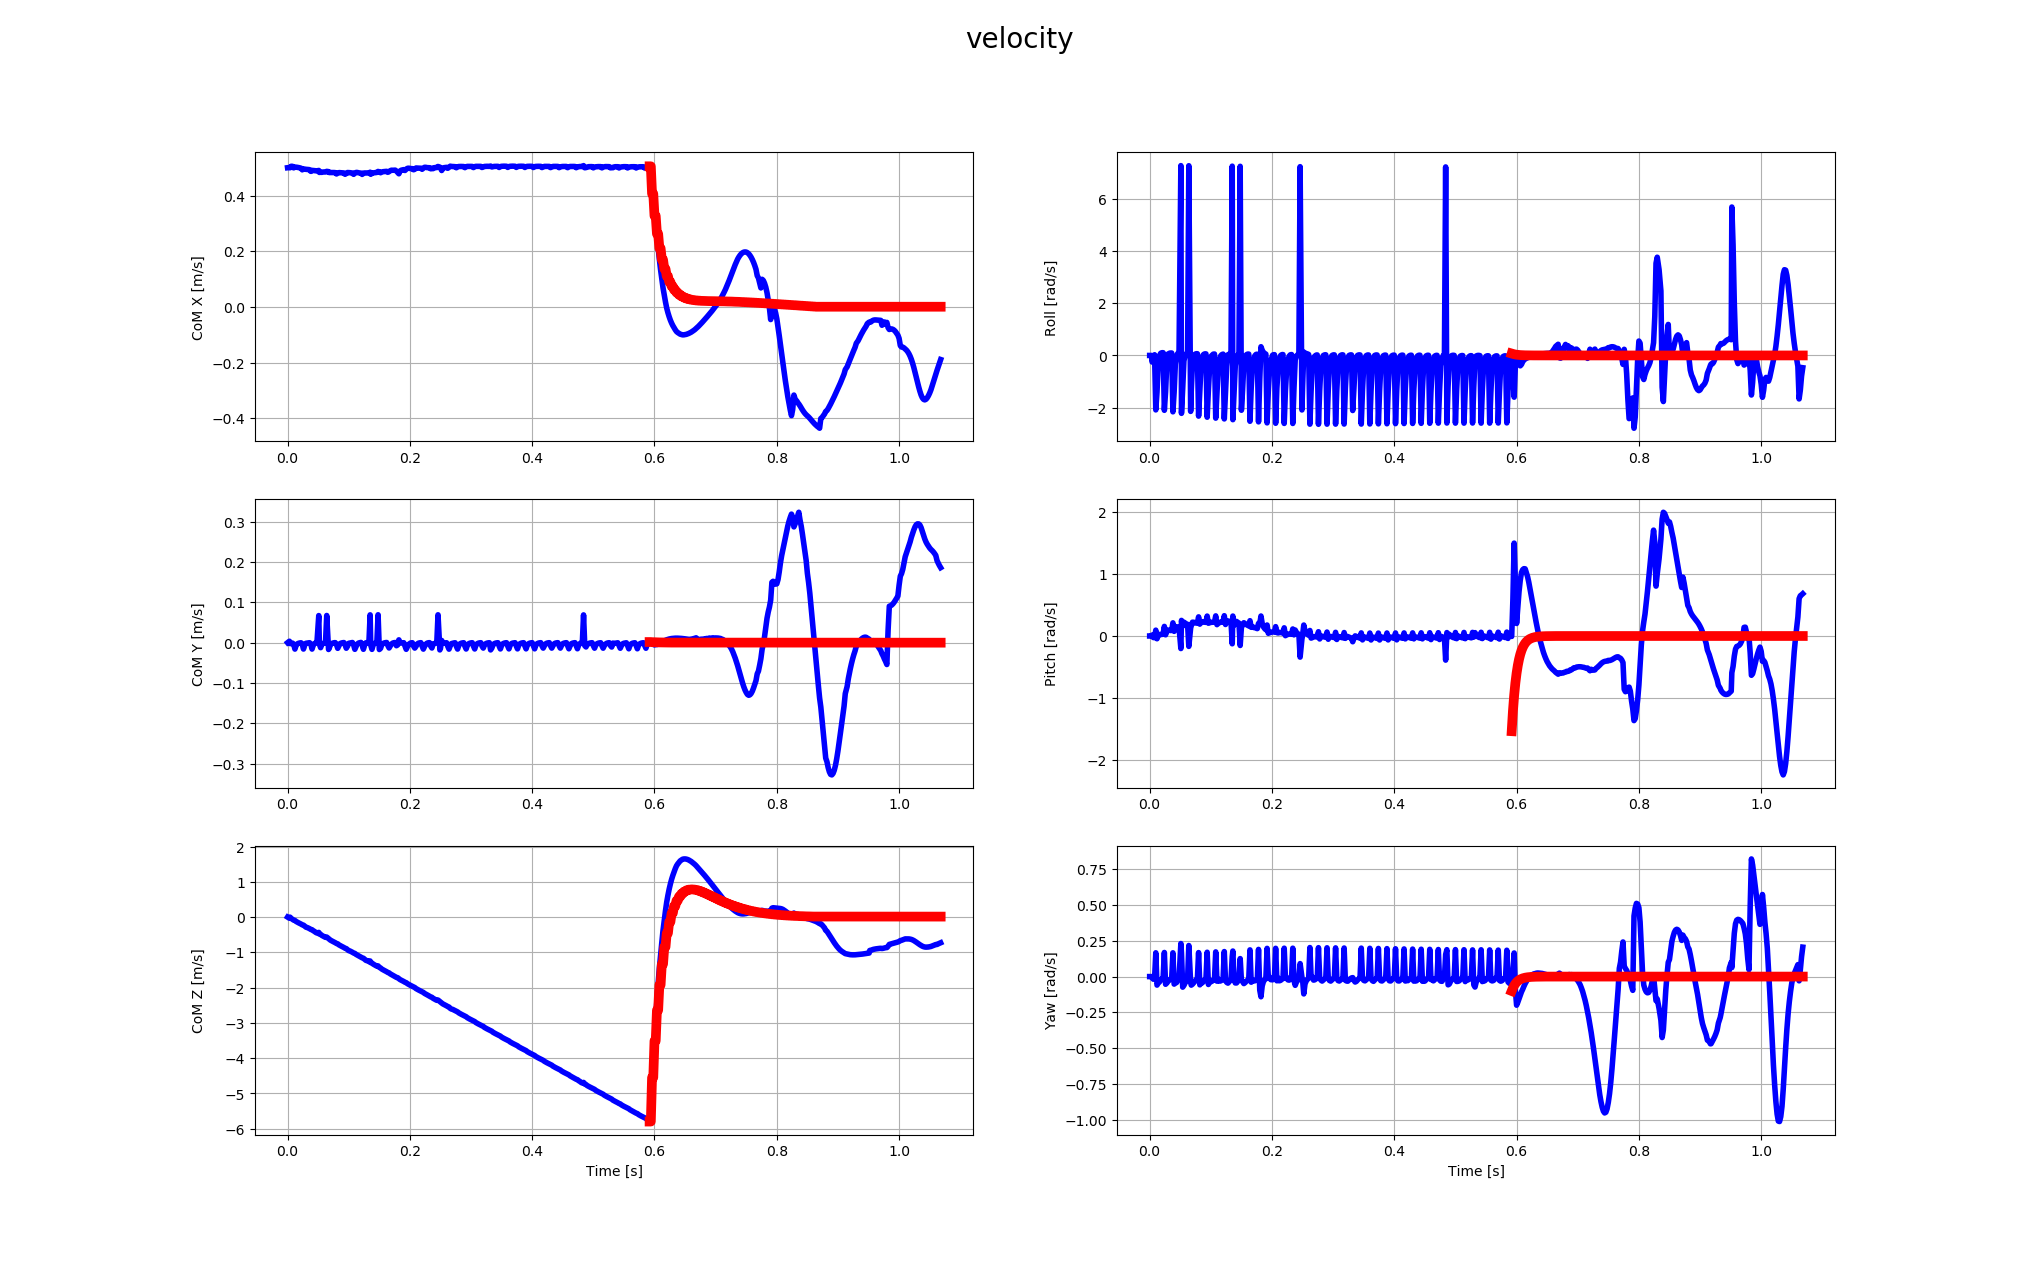 velocity
CoM X [m/s]
0.4
0.2
0.0
−0.2
−0.4
0.0 0.2 0.4 0.6 0.8 1.0
Roll [rad/s]
6
4
2
0
−2
0.0 0.2 0.4 0.6 0.8 1.0
CoM Y [m/s]
0.3
0.2
0.1
0.0
−0.1
−0.2
−0.3
0.0 0.2 0.4 0.6 0.8 1.0
Pitch [rad/s]
2
1
0
−1
−2
0.0 0.2 0.4 0.6 0.8 1.0
CoM Z [m/s]
2
1
0
−1
−2
−3
−4
−5
−6
0.0 0.2 0.4 0.6 0.8 1.0
Time [s]
Yaw [rad/s]
0.75
0.50
0.25
0.00
−0.25
−0.50
−0.75
−1.00
0.0 0.2 0.4 0.6 0.8 1.0
Time [s]